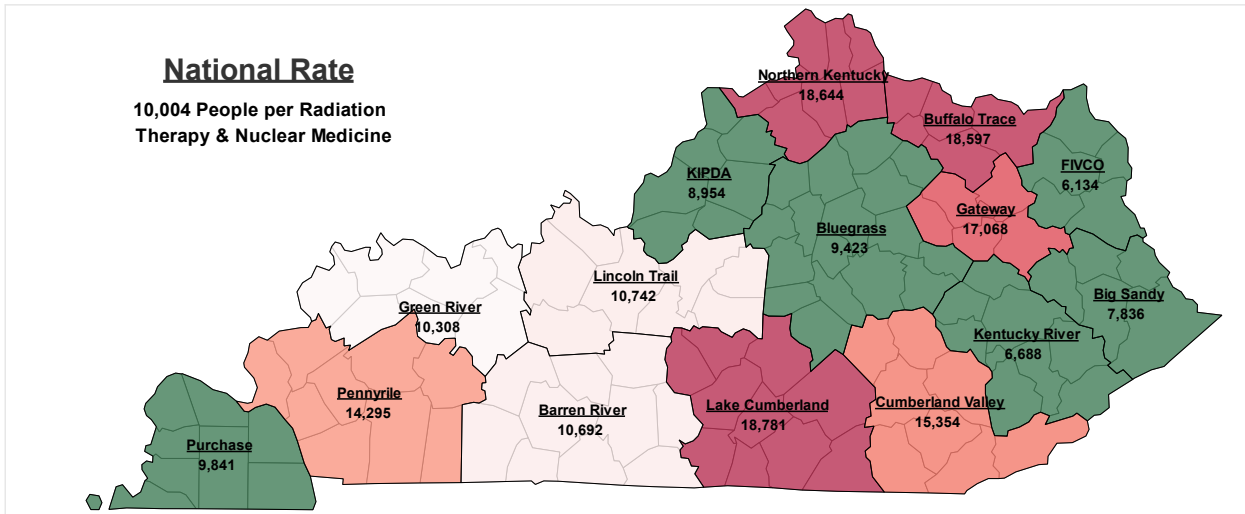 National Rate
10,004 People per Radiation
Therapy & Nuclear Medicine
Northern Kentucky
18,644
Buffalo Trace
18,597
FIVCO
6,134
KIPDA
8,954
Gateway
17,068
Bluegrass
9,423
Lincoln Trail
10,742
Big Sandy
7,836
Green River
10,308
Kentucky River
6,688
Pennyrile
14,295
Barren River
10,692
Lake Cumberland
18,781
Cumberland Valley
15,354
Purchase
9,841